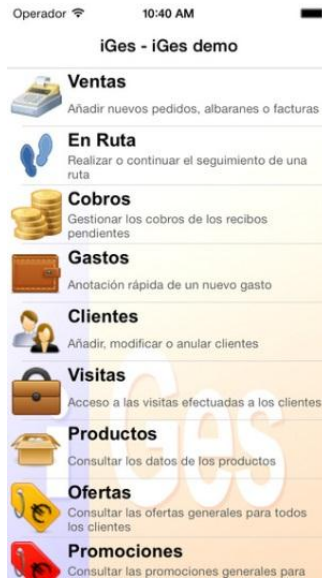 Operador 10:40 AM
iGes - iGes demo
Ventas
Añadir nuevos pedidos, albaranes o facturas
En Ruta
Realizar o continuar el seguimiento de una
ruta
Cobros
Gestionar los cobros de los recibos
pendientes
Gastos
Anotación rápida de un nuevo gasto
Clientes
Añadir, modificar o anular clientes
Visitas
Acceso a las visitas efectuadas a los clientes
Productos
Consultar los datos de los productos
Ofertas
Consultar las ofertas generales para todos
los clientes
Promociones
Consultar las promociones generales para
iGes